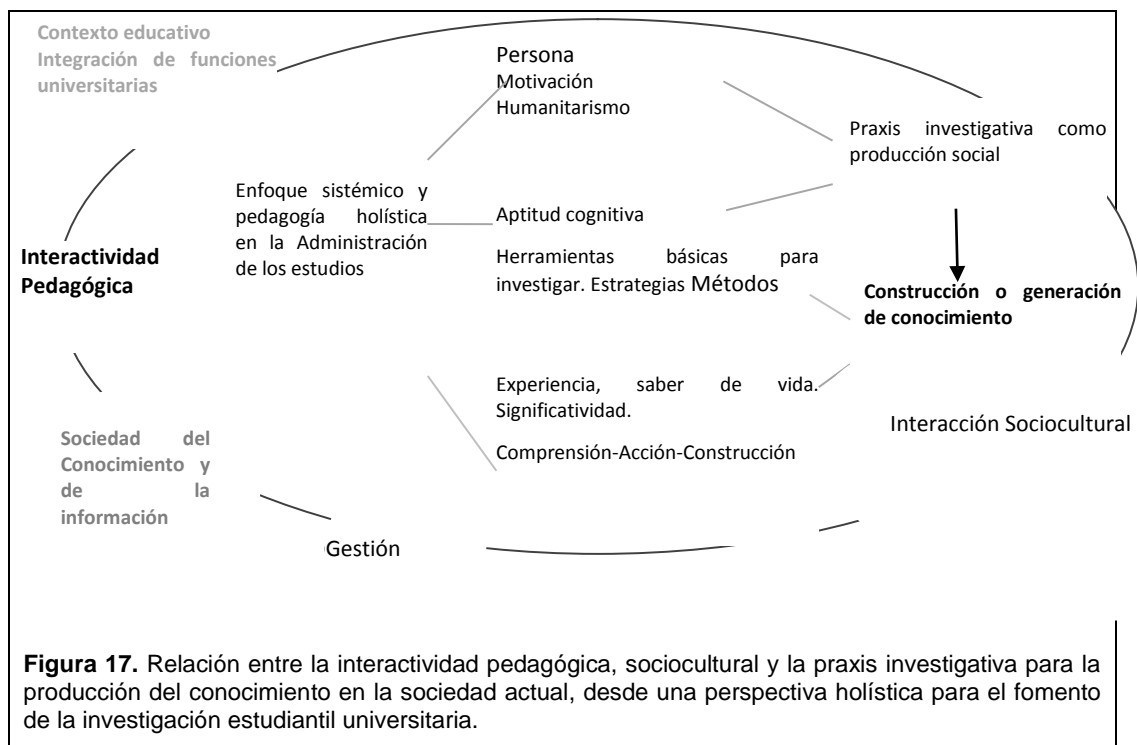 Contexto educativo
Integración de funciones
universitarias
Persona
Motivación
Humanitarismo
Praxis investigativa como
producción social
Enfoque sistémico y
pedagogía holística
en la Administración
de los estudios
Aptitud cognitiva
Herramientas básicas para
investigar. Estrategias Métodos
Interactividad
Pedagógica
Construcción o generación
de conocimiento
Experiencia, saber de vida.
Significatividad.
Comprensión-Acción-Construcción
Interacción Sociocultural
Sociedad del
Conocimiento y
de la
información
Gestión
Figura 17. Relación entre la interactividad pedagógica, sociocultural y la praxis investigativa para la
producción del conocimiento en la sociedad actual, desde una perspectiva holística para el fomento
de la investigación estudiantil universitaria.